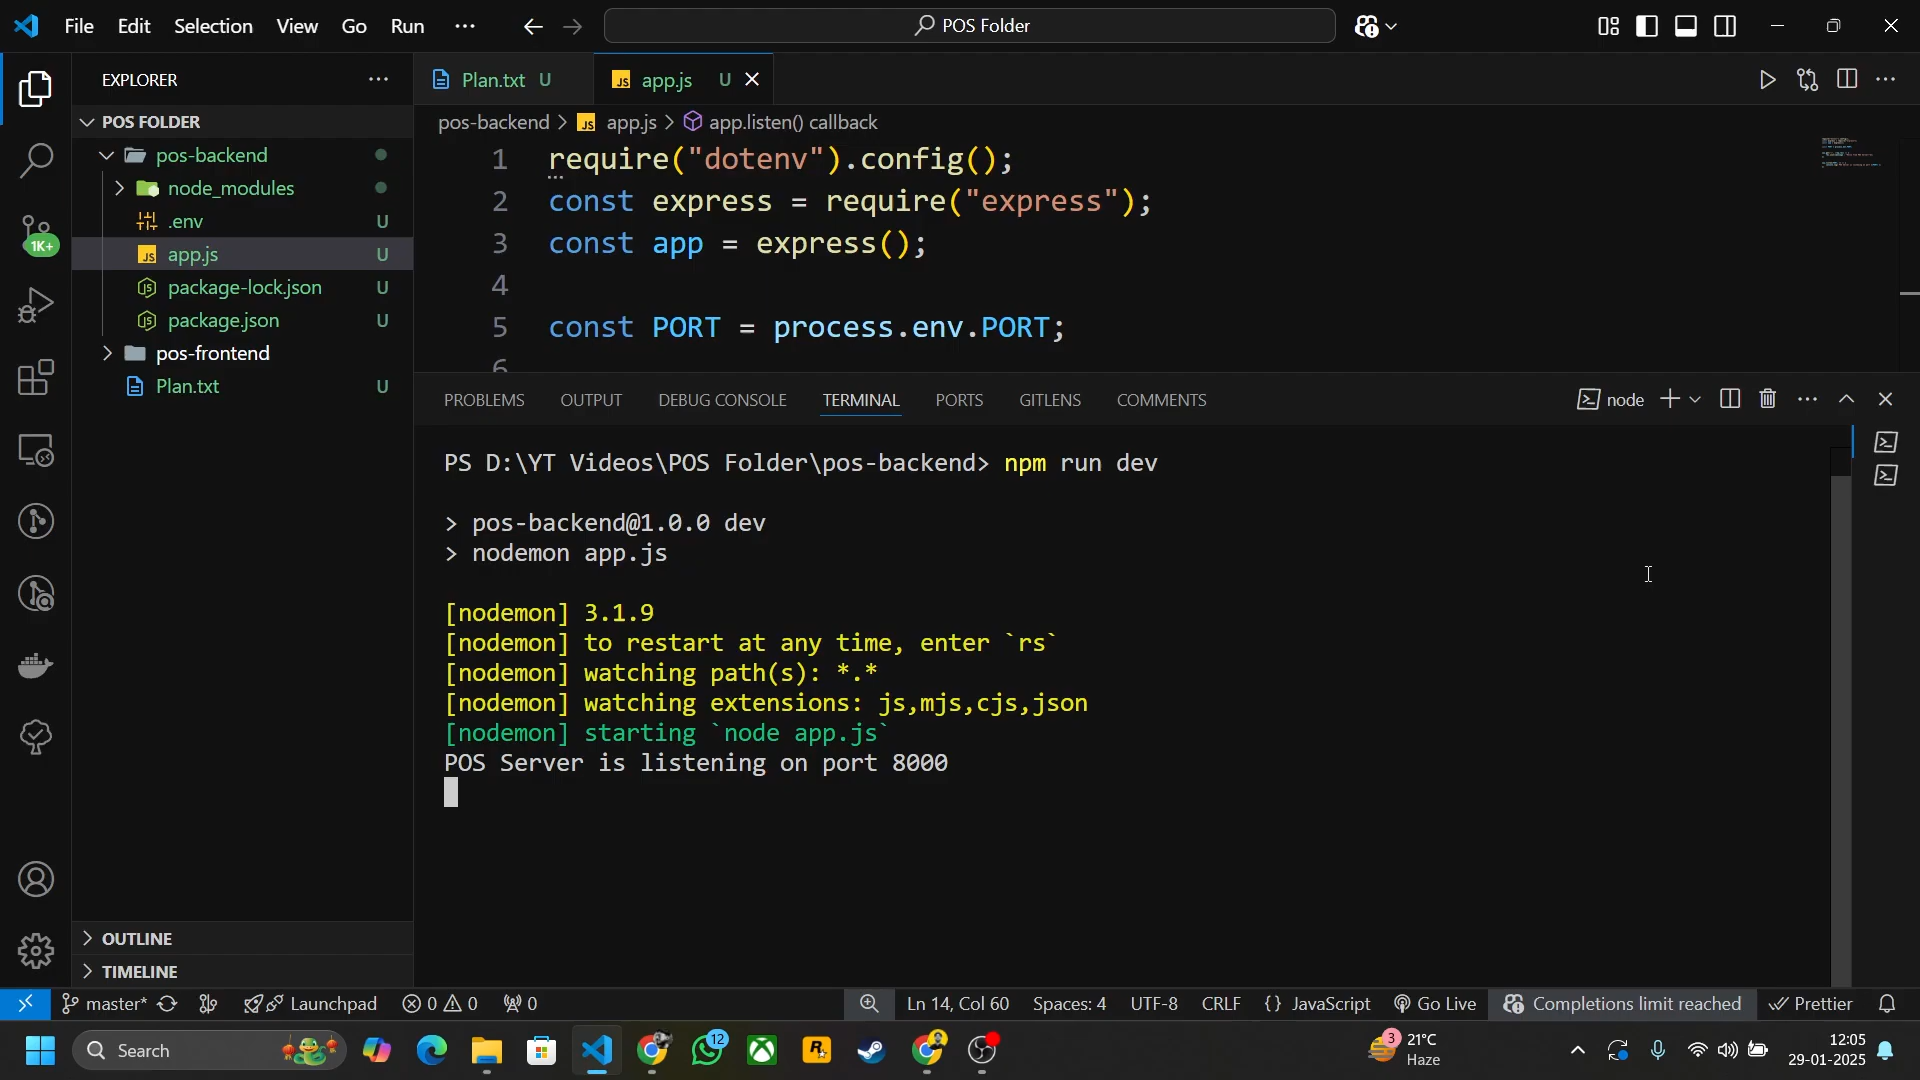 File Edit Selection View Go Run ··· POS Folder
EXPLORER
POS FOLDER
pos-backend
node_modules
.env U
app.js U
package-lock.json U
package.json U
pos-frontend
Plan.txt U
OUTLINE
TIMELINE
1K+
Plan.txt U app.js U
pos-backend > app.js > app.listen() callback
1 require("dotenv").config();
2 const express = require("express");
3 const app = express();
4
5 const PORT = process.env.PORT;
6
PROBLEMS OUTPUT DEBUG CONSOLE TERMINAL PORTS GITLENS COMMENTS node
PS D:\YT Videos\POS Folder\pos-backend> npm run dev
> pos-backend@1.0.0 dev
> nodemon app.js
[nodemon] 3.1.9
[nodemon] to restart at any time, enter `rs`
[nodemon] watching path(s): *.*
[nodemon] watching extensions: js,mjs,cjs,json
[nodemon] starting `node app.js`
POS Server is listening on port 8000
master* Launchpad 0 0 0 Ln 14, Col 60 Spaces: 4 UTF-8 CRLF {} JavaScript Go Live Completions limit reached Prettier
Search 12 3 21°C 12:05
Haze 29-01-2025